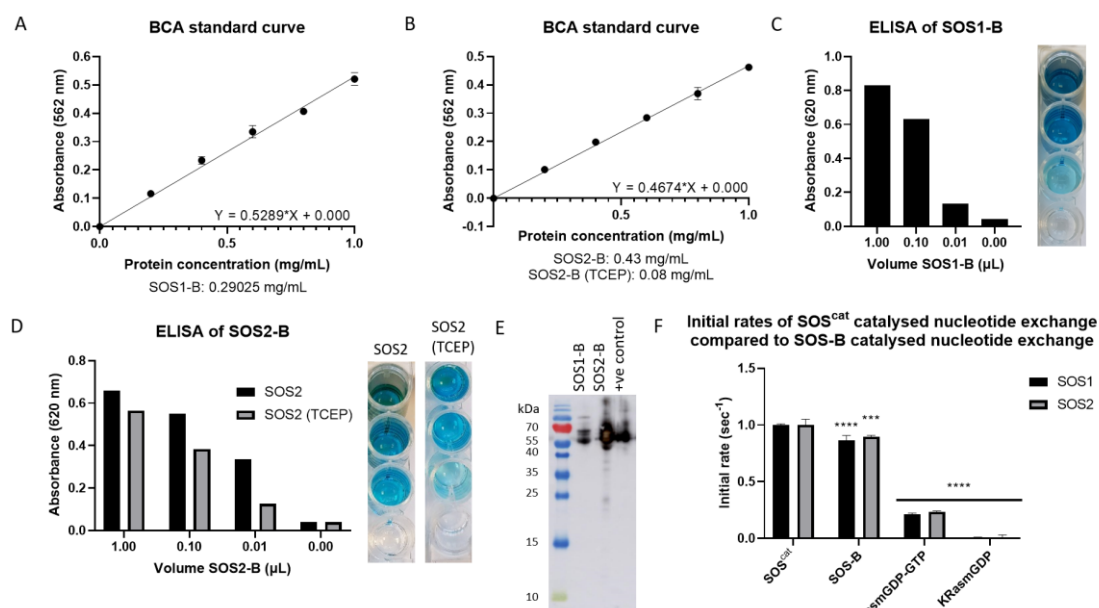 A
BCA standard curve
Absorbance (562 nm)
0.6
0.5
0.4
0.3
0.2
0.1
0.0
Y = 0.5289*X + 0.000
0.0
0.5
1.0
Protein concentration (mg/mL)
SOS1-B: 0.29025 mg/mL
B
BCA standard curve
Absorbance (562 nm)
0.5
0.4
0.3
0.2
0.1
0.0
-0.1
Y = 0.4674*X + 0.000
0.5
1.0
Protein concentration (mg/mL)
SOS2-B: 0.43 mg/mL
SOS2-B (TCEP): 0.08 mg/mL
C
ELISA of SOS1-B
Absorbance (620 nm)
1.0
0.8
0.6
0.4
0.2
0.0
1.00 0.10 0.01 0.00
Volume SOS1-B (µL)
D
ELISA of SOS2-B
Absorbance (620 nm)
0.8
0.6
0.4
0.2
0.0
SOS2
SOS2 (TCEP)
1.00 0.10 0.01 0.00
Volume SOS2-B (µL)
SOS2
SOS2
(TCEP)
E
SOS1-B
SOS2-B
+ve control
kDa
70
55
40
35
25
15
10
F
Initial rates of SOScat catalysed nucleotide exchange
compared to SOS-B catalysed nucleotide exchange
Initial rate (sec-1)
1.5
1.0
0.5
0.0
SOS1
SOS2
**** ***
****
SOScat
SOS-B
asmGDP-GTP
KRasmGDP